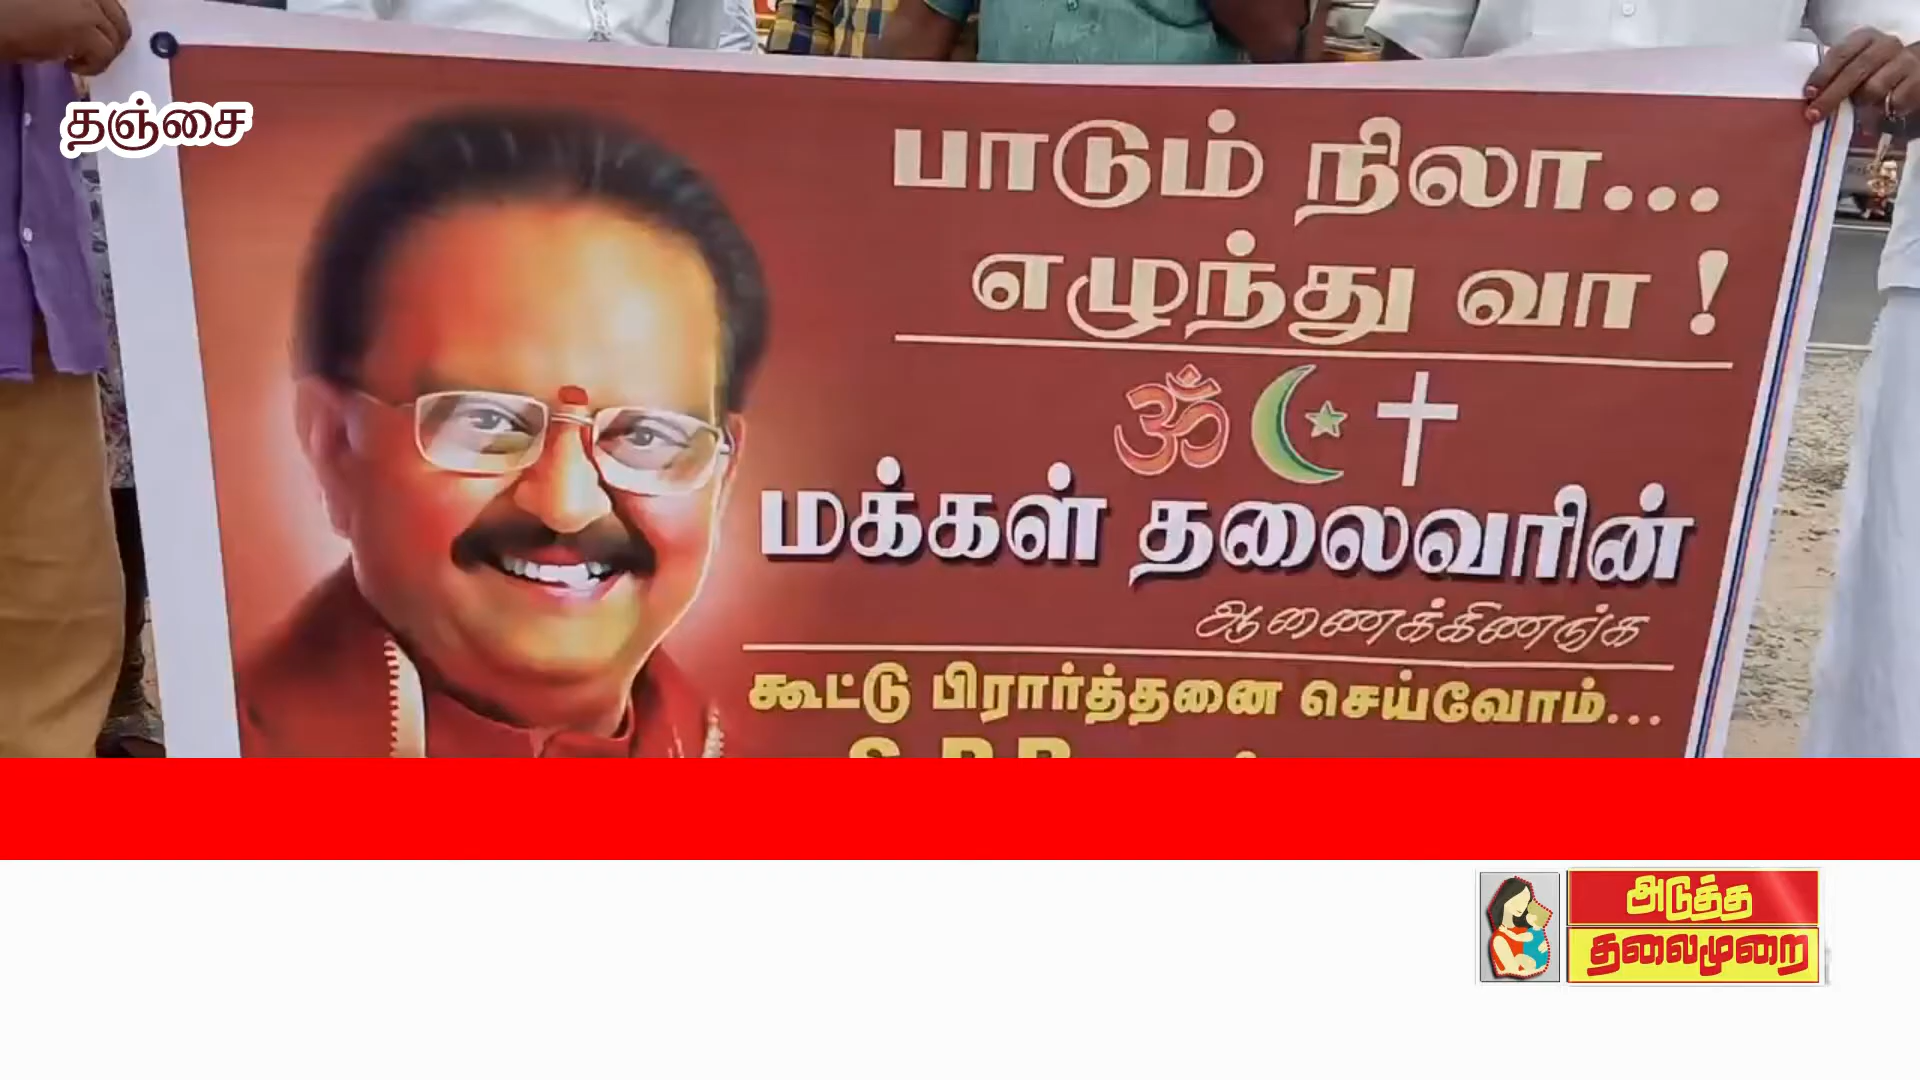 தஞ்சை
பாடும் நிலா...
எழுந்து வா !
மக்கள் தலைவரின்
ஆணைக்கிணங்க
கூட்டு பிரார்த்தனை செய்வோம்...
அடுத்த
தலைமுறை